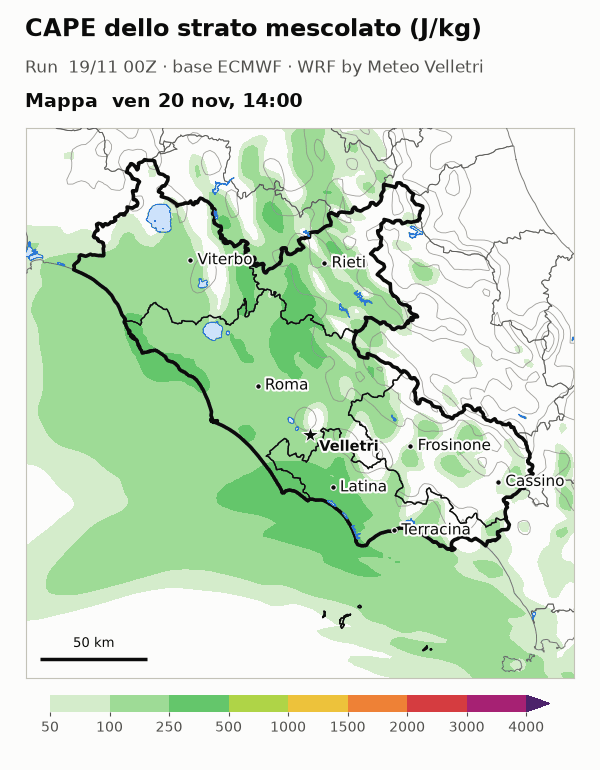 CAPE dello strato mescolato (J/kg)
Run  19/11 00Z · base ECMWF · WRF by Meteo Velletri
Mappa  ven 20 nov, 14:00
Viterbo
Rieti
Roma
Velletri
Frosinone
Latina
Cassino
Terracina
50 km
50 100 250 500 1000 1500 2000 3000 4000